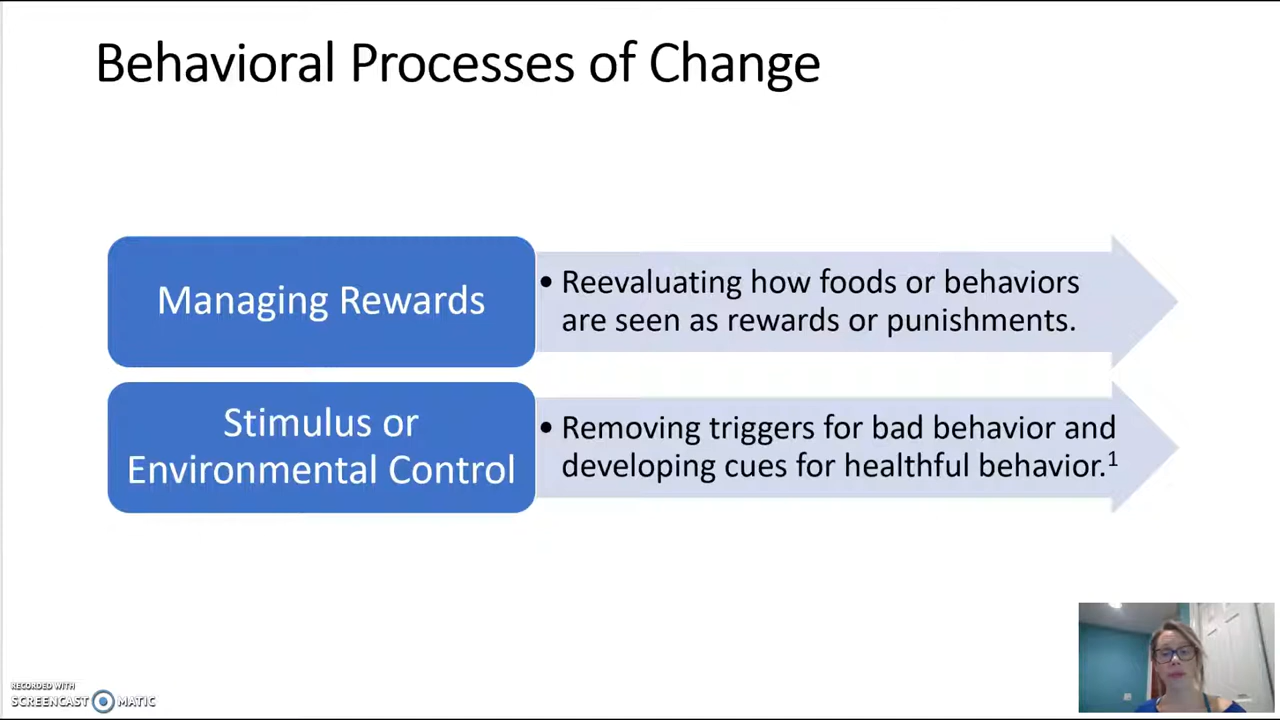 Behavioral Processes of Change
Managing Rewards
• Reevaluating how foods or behaviors
are seen as rewards or punishments.
Stimulus or
Environmental Control
• Removing triggers for bad behavior and
developing cues for healthful behavior.¹
RECORDED WITH
SCREENCAST MATIC